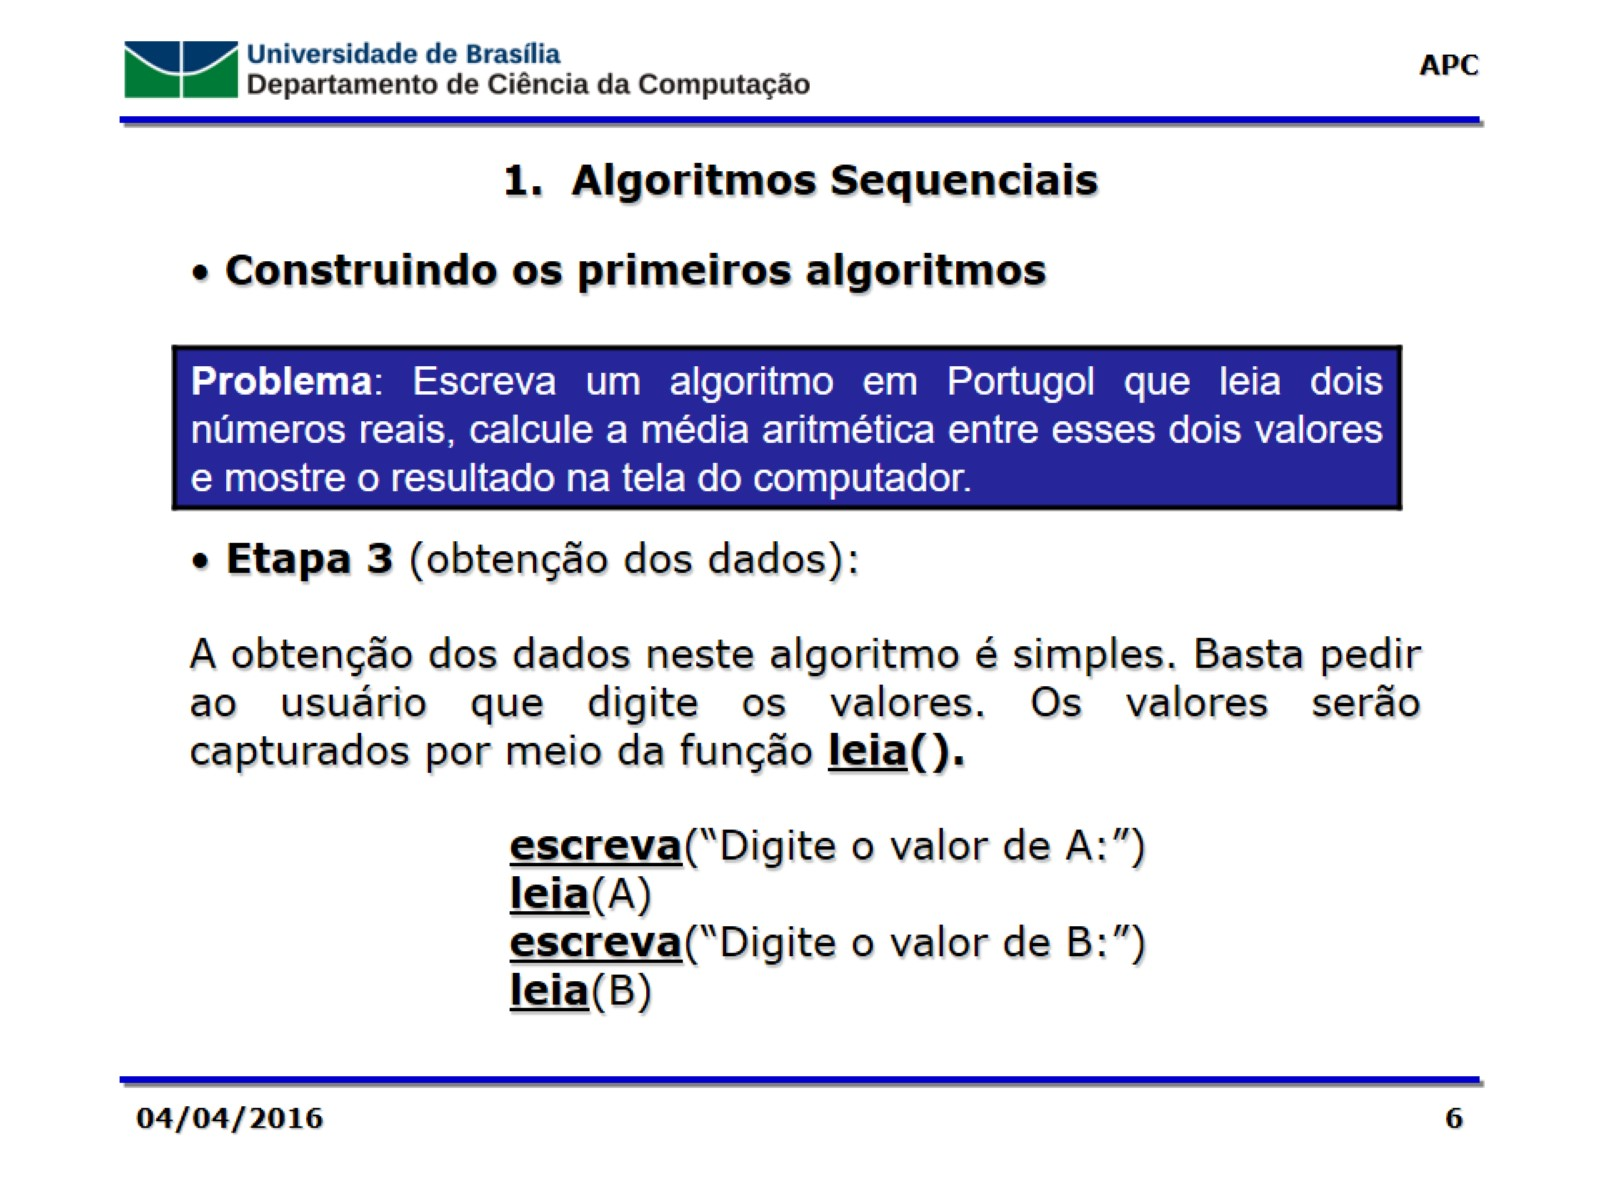 Universidade de Brasília
Departamento de Ciência da Computação
APC
1. Algoritmos Sequenciais
• Construindo os primeiros algoritmos
Problema: Escreva um algoritmo em Portugol que leia dois
números reais, calcule a média aritmética entre esses dois valores
e mostre o resultado na tela do computador.
• Etapa 3 (obtenção dos dados):
A obtenção dos dados neste algoritmo é simples. Basta pedir
ao usuário que digite os valores. Os valores serão
capturados por meio da função leia().
escreva(“Digite o valor de A:”)
leia(A)
escreva(“Digite o valor de B:”)
leia(B)
04/04/2016
6